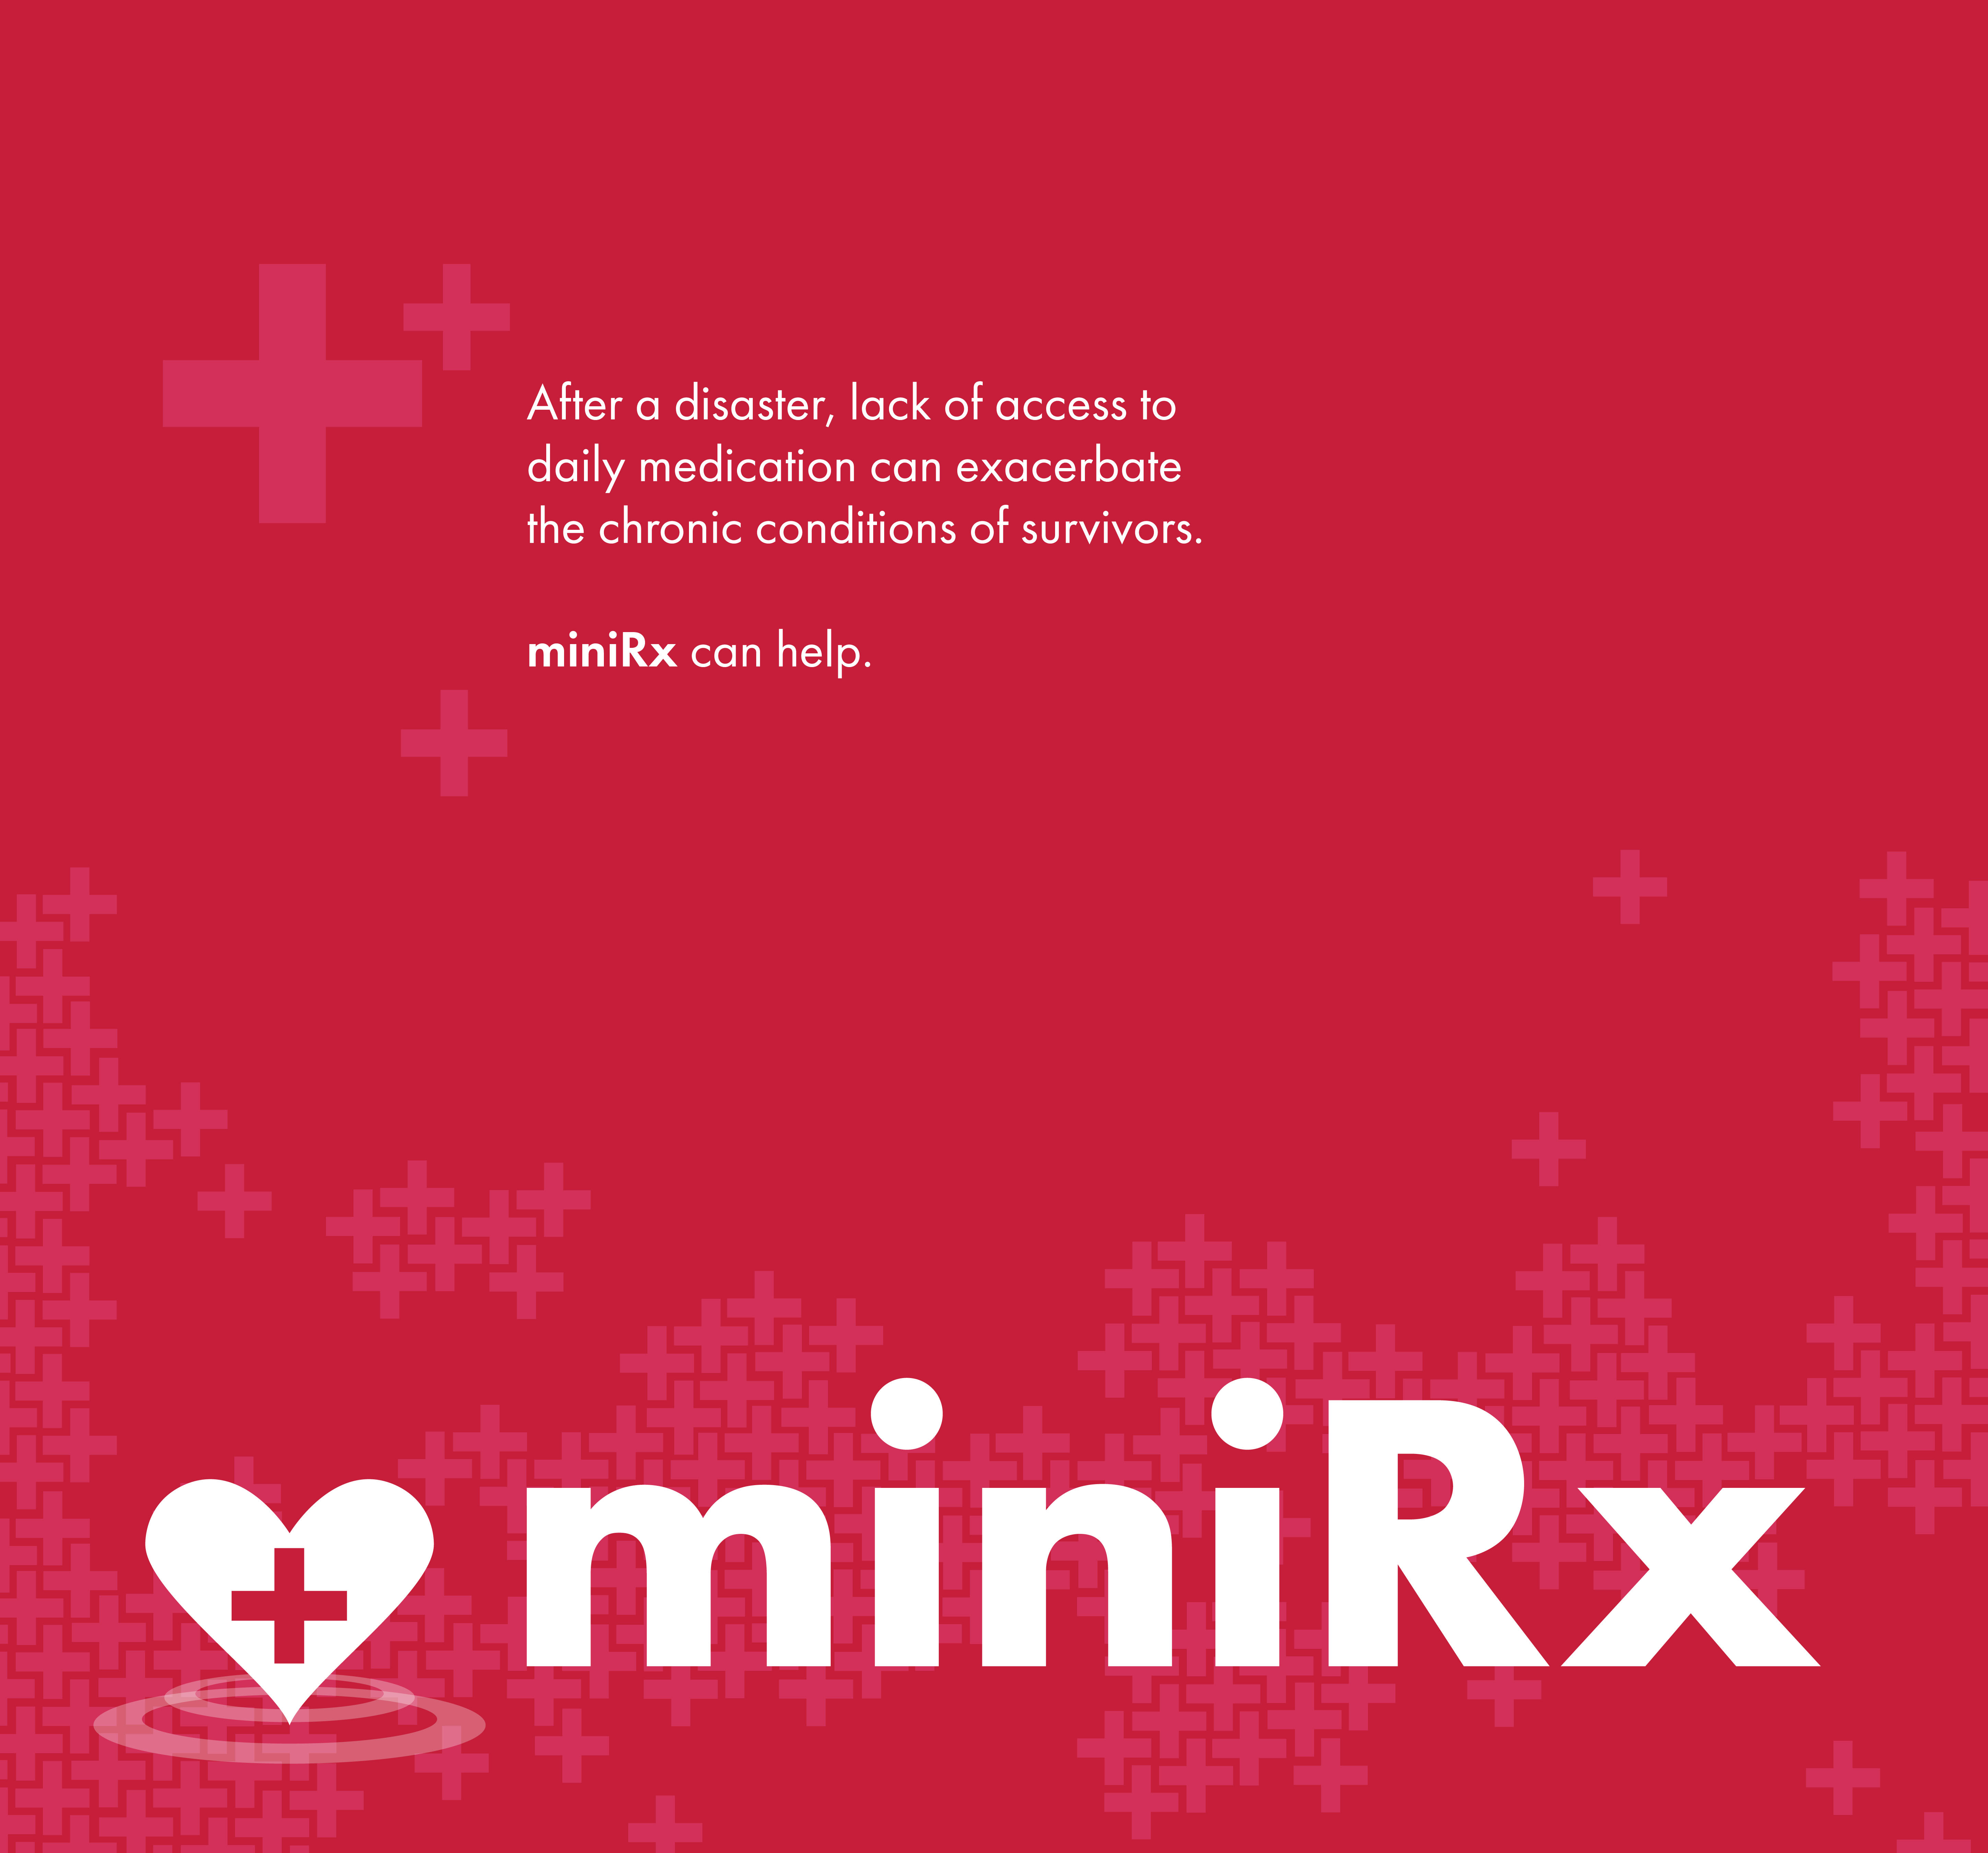 After a disaster, lack of access to
daily medication can exacerbate
the chronic conditions of survivors.
miniRx can help.
miniRx